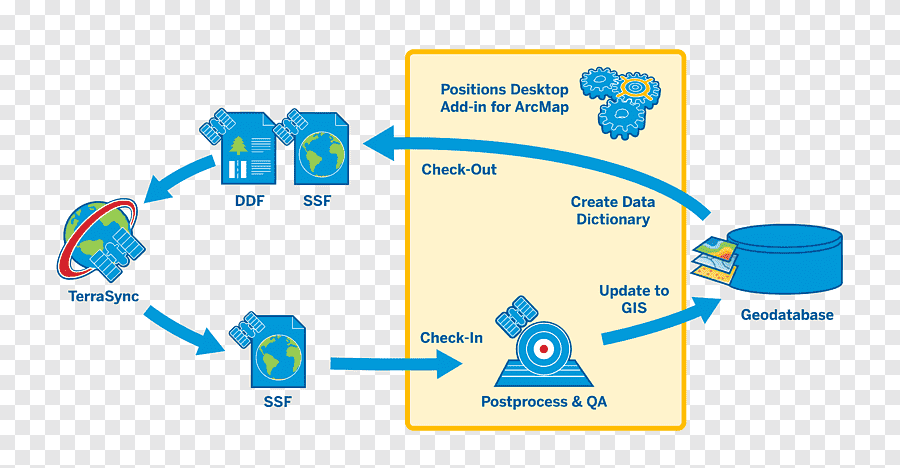 Positions Desktop
Add-in for ArcMap
Check-Out
DDF
SSF
Create Data
Dictionary
TerraSync
Update to
GIS
Geodatabase
Check-In
SSF
Postprocess & QA